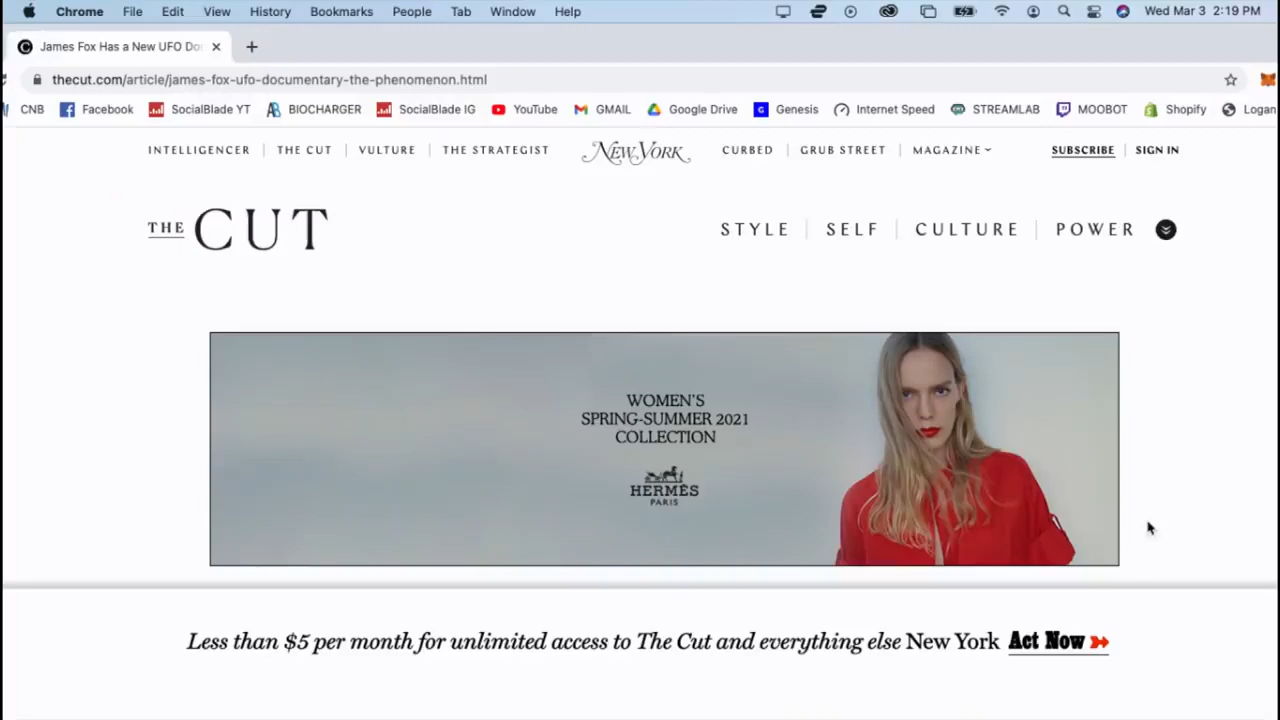 Chrome File Edit View History Bookmarks People Tab Window Help Wed Mar 3 2:19 PM
James Fox Has a New UFO Do
thecut.com/article/james-fox-ufo-documentary-the-phenomenon.html
CNB Facebook SocialBlade YT BIOCHARGER SocialBlade IG YouTube GMAIL Google Drive Genesis Internet Speed STREAMLAB MOOBOT Shopify Logan
INTELLIGENCER THE CUT VULTURE THE STRATEGIST NEW YORK CURBED GRUB STREET MAGAZINE SUBSCRIBE SIGN IN
THE CUT STYLE SELF CULTURE POWER
WOMEN'S
SPRING-SUMMER 2021
COLLECTION
HERMÈS
PARIS
Less than $5 per month for unlimited access to The Cut and everything else New York Act Now